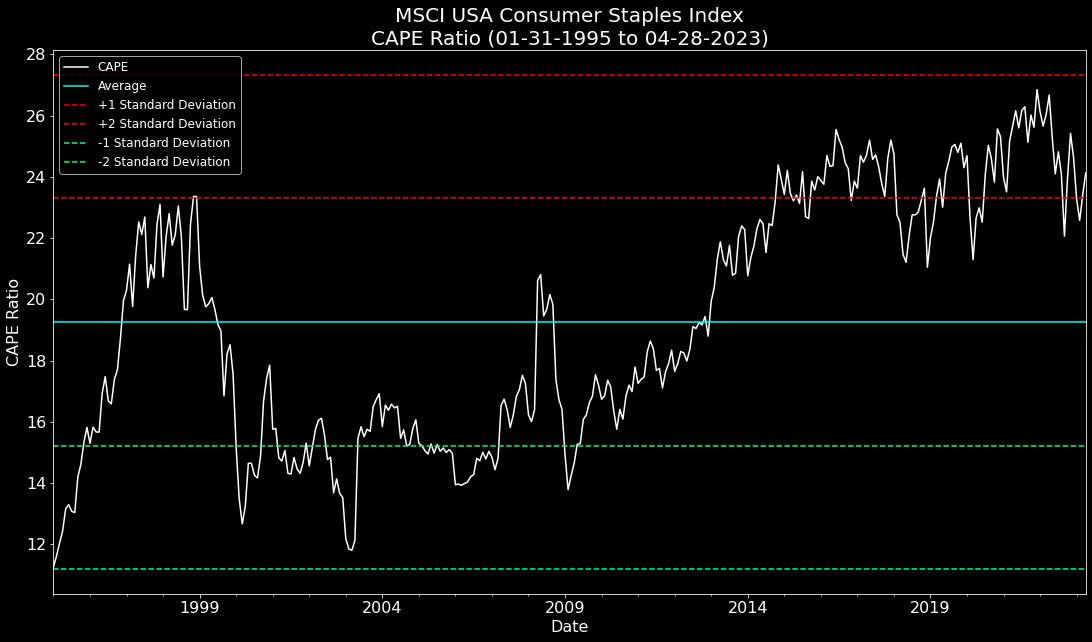 MSCI USA Consumer Staples Index
CAPE Ratio (01-31-1995 to 04-28-2023)
CAPE
Average
+1 Standard Deviation
+2 Standard Deviation
-1 Standard Deviation
-2 Standard Deviation
CAPE Ratio
28
26
24
22
20
18
16
14
12
1999 2004 2009 2014 2019
Date